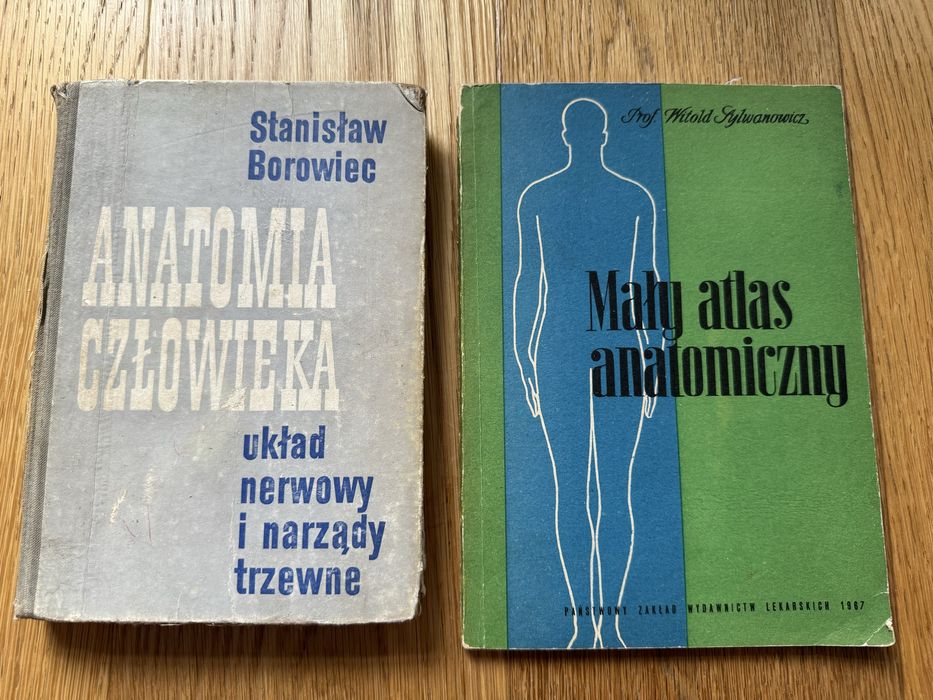 Stanisław
Borowiec
ANATOMIA
CZŁOWIEKA
układ
nerwowy
i narządy
trzewne
Prof. Witold Sylwanowicz
Mały atlas
anatomiczny
PAŃSTWOWY ZAKŁAD WYDAWNICTW LEKARSKICH 1967